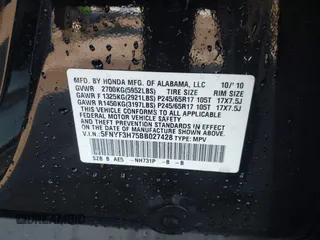 MFD. BY HONDA MFG. OF ALABAMA, LLC 10/'10
GVWR 2700KG(5952LBS) TIRE SIZE RIM SIZE
GAWR F 1325KG(2921LBS) P245/65R17 105T 17X7.5J
GAWR R 1450KG(3197LBS) P245/65R17 105T 17X7.5J
THIS VEHICLE CONFORMS TO ALL APPLICABLE
FEDERAL MOTOR VEHICLE SAFETY AND THEFT
PREVENTION STANDARDS IN EFFECT ON THE DATE
OF MANUFACTURE SHOWN ABOVE.
V.I.N.:5FNYF3H75BB027428 TYPE: MPV
SZB B AE5 -NH731P -B -B
DREAMBID